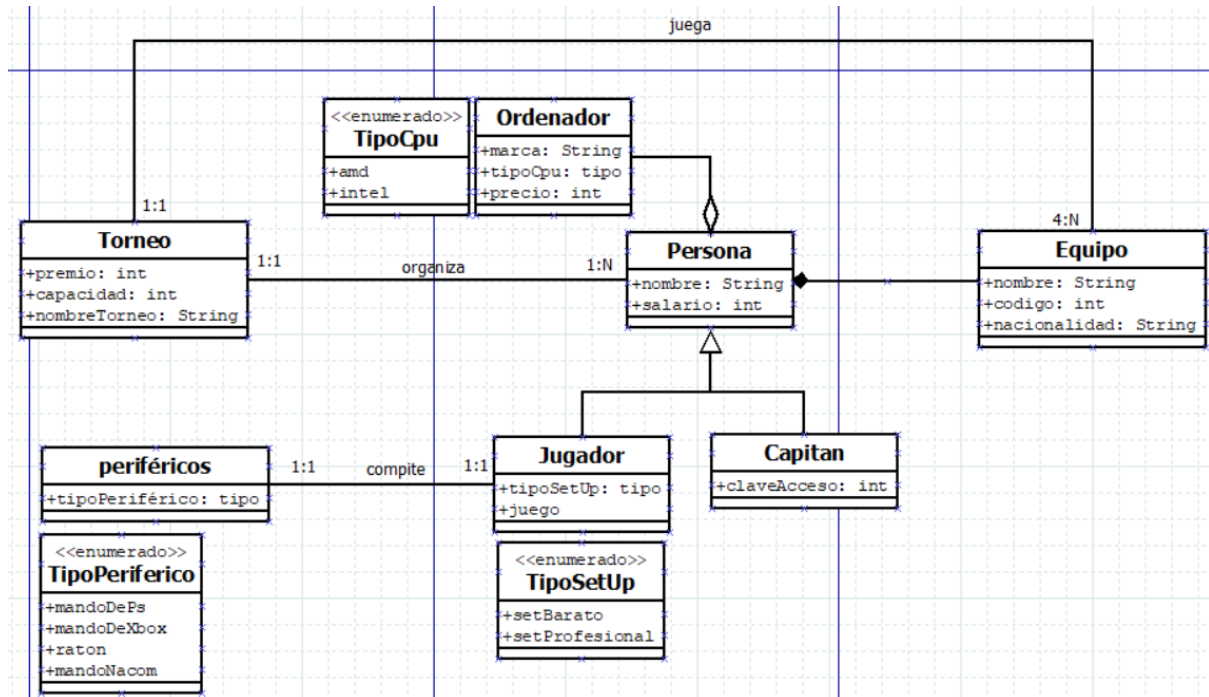 juega
<<enumerado>>
TipoCpu
+amd
+intel
Ordenador
+marca: String
+tipoCpu: tipo
+precio: int
1:1
4:N
Torneo
+premio: int
+capacidad: int
+nombreTorneo: String
1:1
organiza
1:N
Persona
+nombre: String
+salario: int
Equipo
+nombre: String
+codigo: int
+nacionalidad: String
periféricos
+tipoPeriférico: tipo
1:1
compite
1:1
Jugador
+tipoSetUp: tipo
+juego
Capitan
+claveAcceso: int
<<enumerado>>
TipoPeriferico
+mandoDePs
+mandoDeXbox
+raton
+mandoNacom
<<enumerado>>
TipoSetUp
+setBarato
+setProfesional